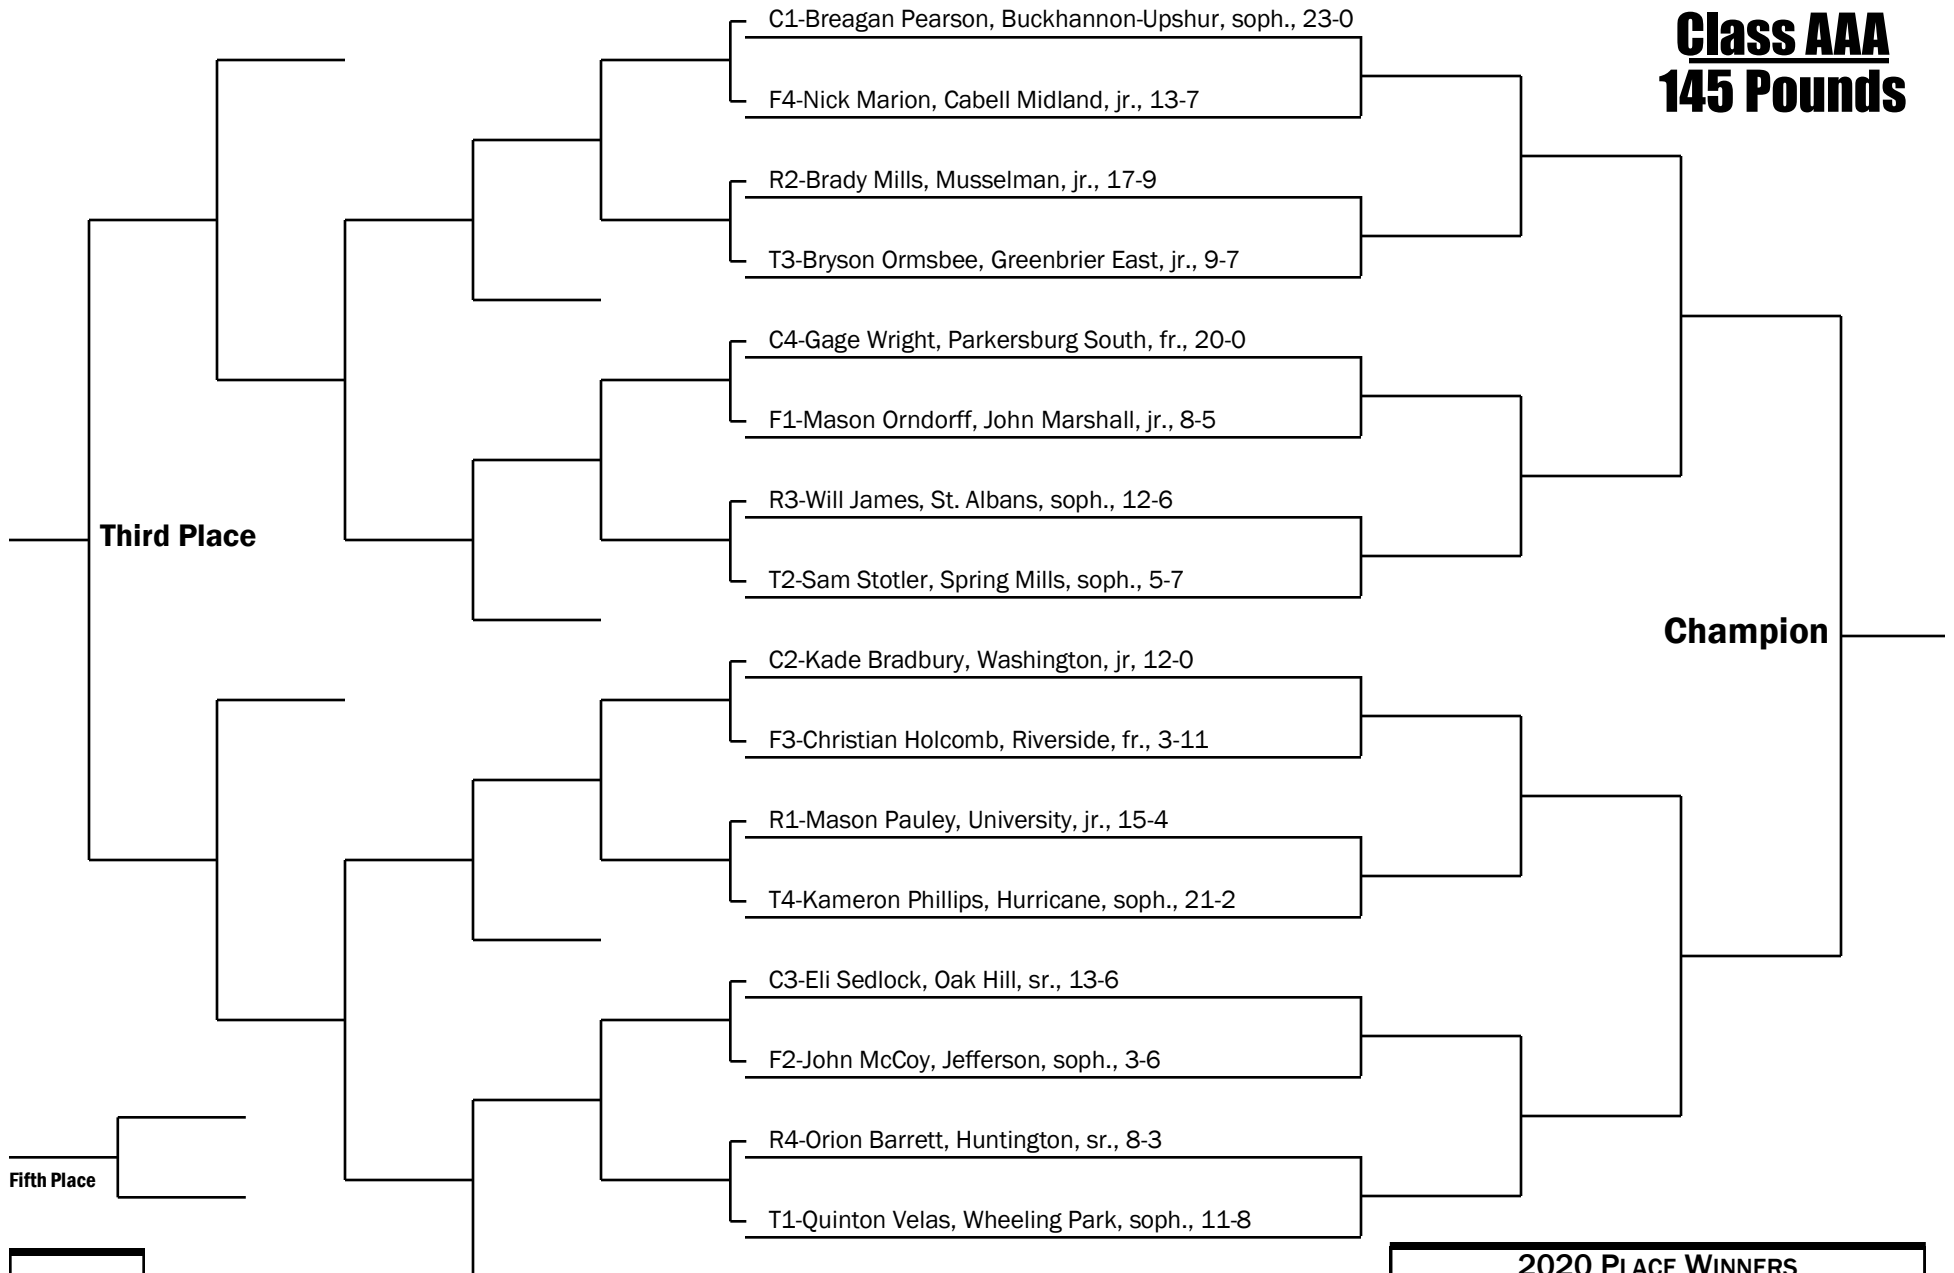 Class AAA
145 Pounds
C1-Breagan Pearson, Buckhannon-Upshur, soph., 23-0
F4-Nick Marion, Cabell Midland, jr., 13-7
R2-Brady Mills, Musselman, jr., 17-9
T3-Bryson Ormsbee, Greenbrier East, jr., 9-7
C4-Gage Wright, Parkersburg South, fr., 20-0
F1-Mason Orndorff, John Marshall, jr., 8-5
R3-Will James, St. Albans, soph., 12-6
Third Place
T2-Sam Stotler, Spring Mills, soph., 5-7
Champion
C2-Kade Bradbury, Washington, jr, 12-0
F3-Christian Holcomb, Riverside, fr., 3-11
R1-Mason Pauley, University, jr., 15-4
T4-Kameron Phillips, Hurricane, soph., 21-2
C3-Eli Sedlock, Oak Hill, sr., 13-6
F2-John McCoy, Jefferson, soph., 3-6
R4-Orion Barrett, Huntington, sr., 8-3
Fifth Place
T1-Quinton Velas, Wheeling Park, soph., 11-8
2020 PLACE WINNERS